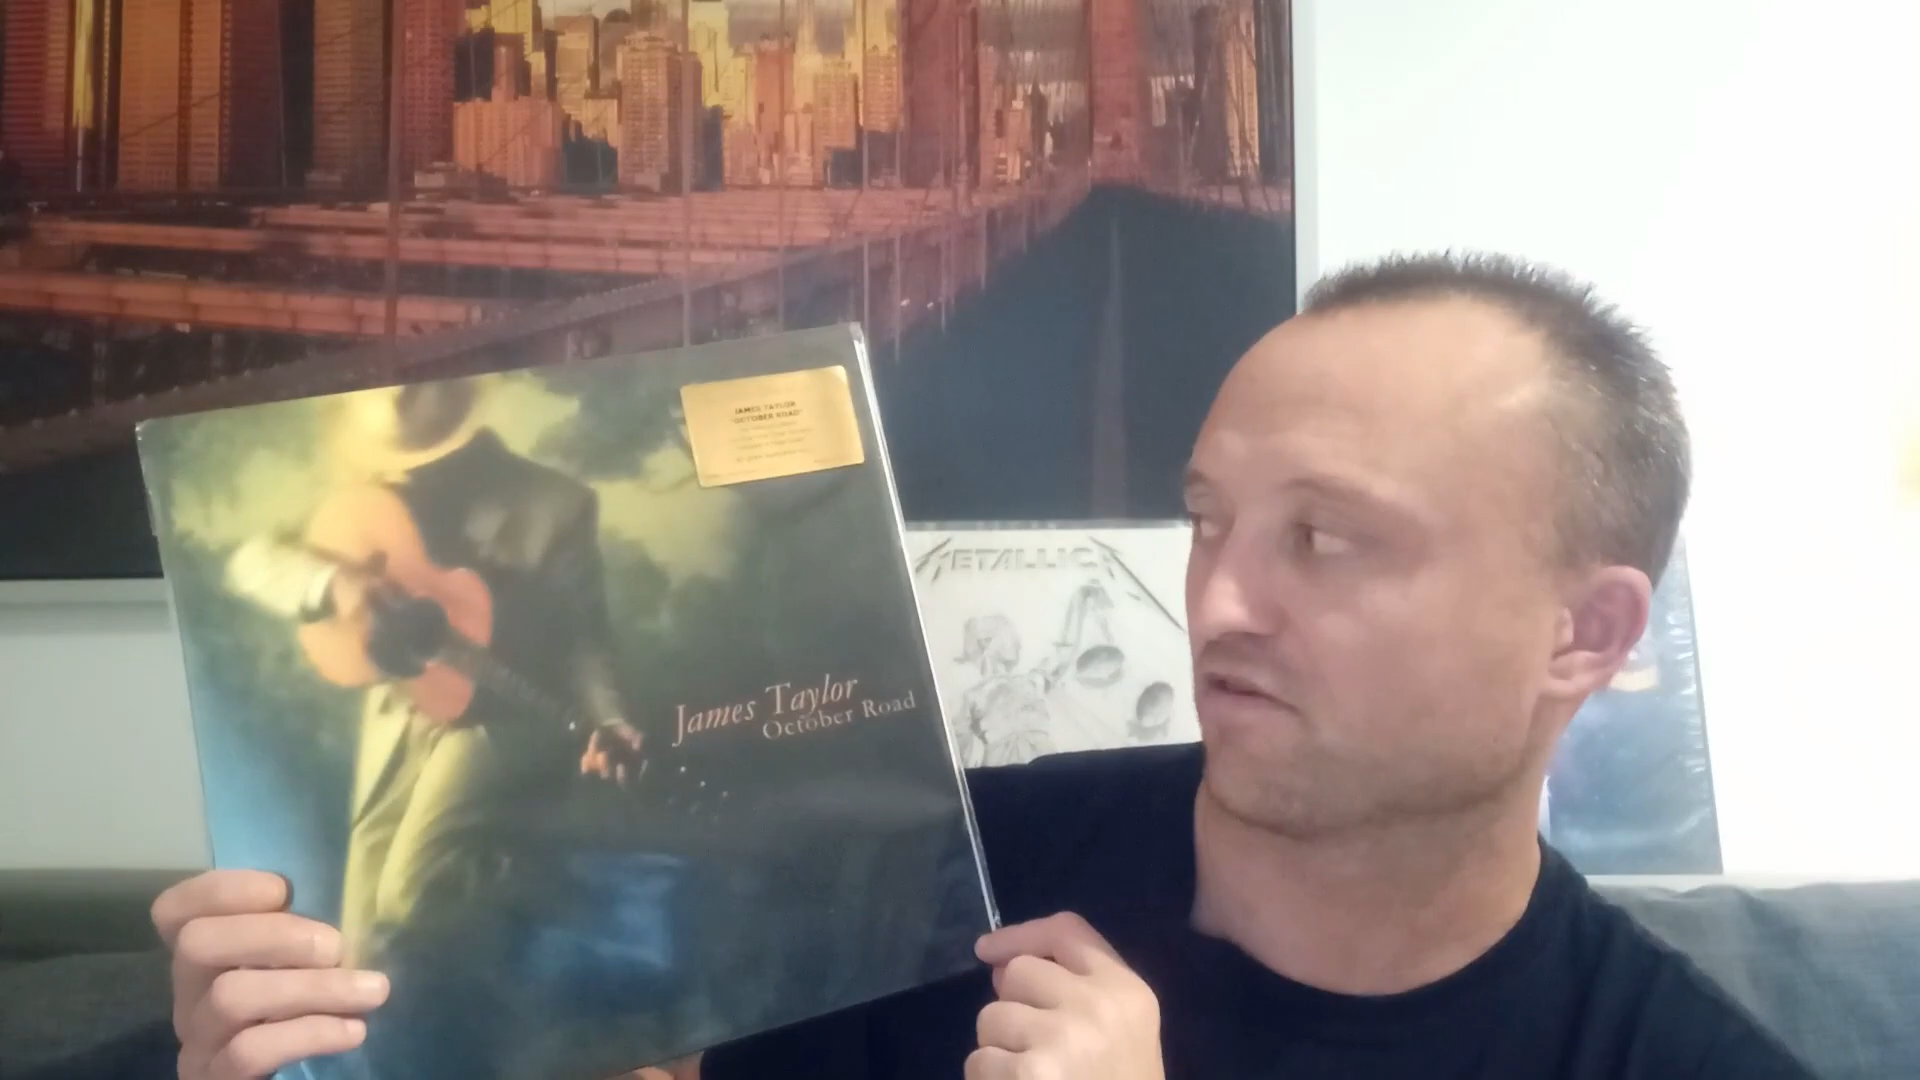 JAMES TAYLOR
"OCTOBER ROAD"
James Taylor
October Road
METALLICA